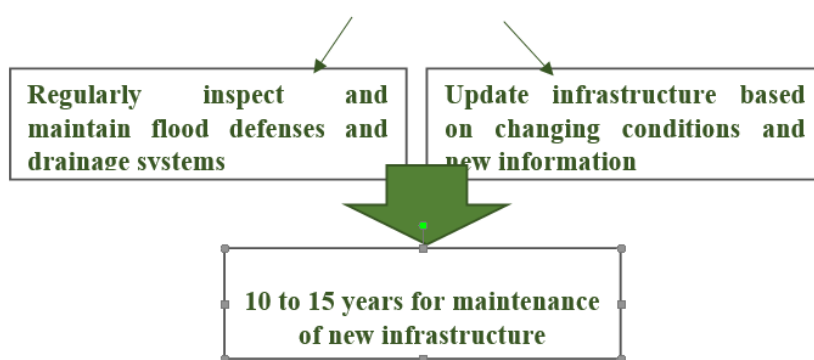 Regularly inspect and
maintain flood defenses and
drainage systems
Update infrastructure based
on changing conditions and
new information
10 to 15 years for maintenance
of new infrastructure